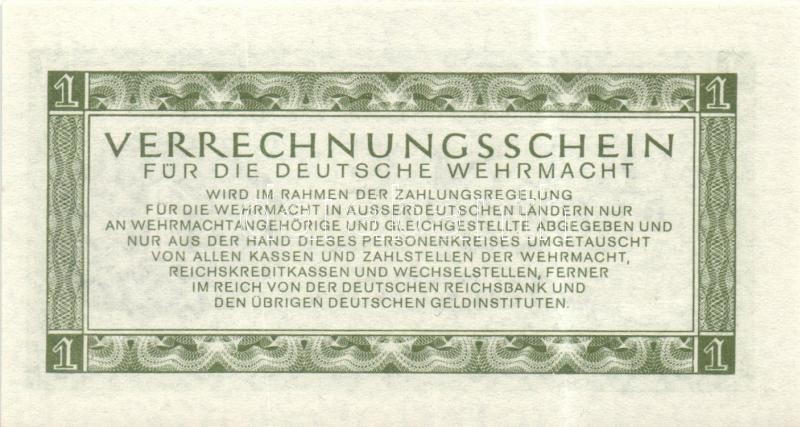 1 1
VERRECHNUNGSSCHEIN
FÜR DIE DEUTSCHE WEHRMACHT
WIRD IM RAHMEN DER ZAHLUNGSREGELUNG
FÜR DIE WEHRMACHT IN AUSSERDEUTSCHEN LÄNDERN NUR
AN WEHRMACHTANGEHÖRIGE UND GLEICHGESTELLTE ABGEGEBEN UND
NUR AUS DER HAND DIESES PERSONENKREISES UMGETAUSCHT
VON ALLEN KASSEN UND ZAHLSTELLEN DER WEHRMACHT,
REICHSKREDITKASSEN UND WECHSELSTELLEN, FERNER
IM REICH VON DER DEUTSCHEN REICHSBANK UND
DEN ÜBRIGEN DEUTSCHEN GELDINSTITUTEN.
1 1